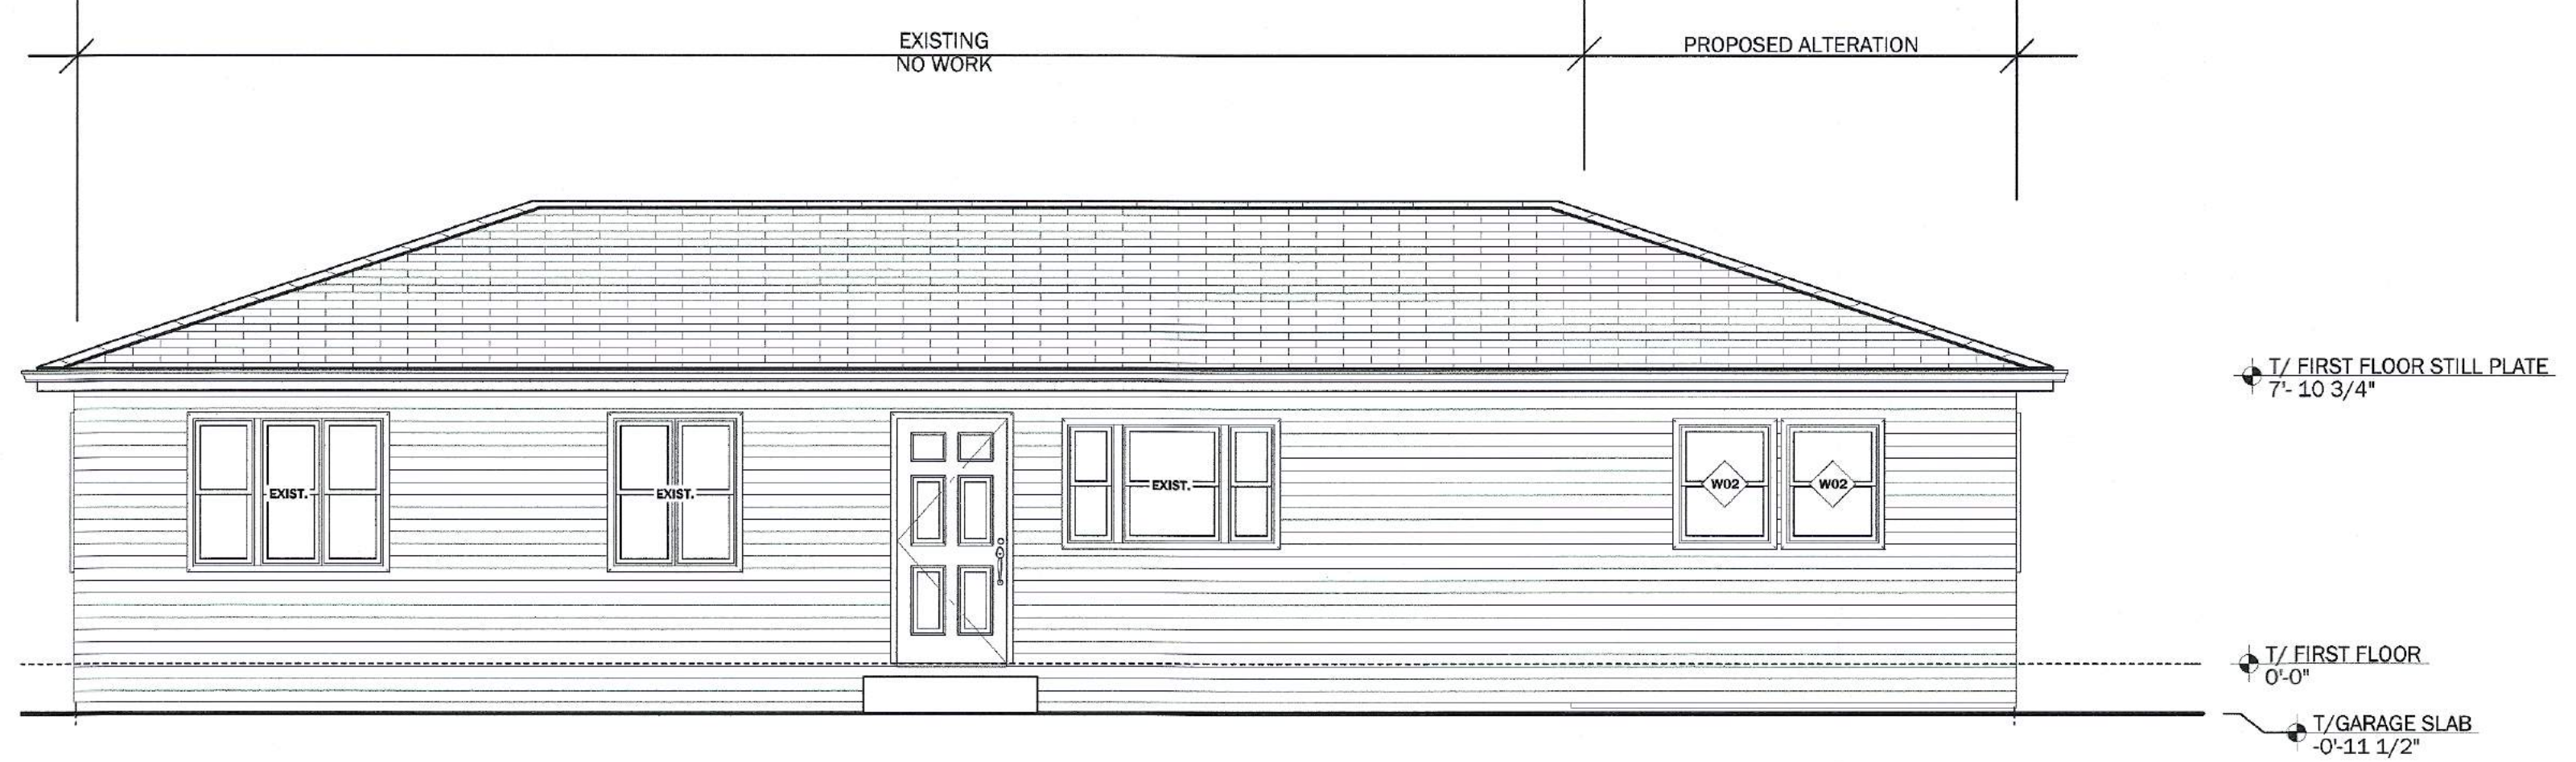 EXISTING
NO WORK
PROPOSED ALTERATION
T/ FIRST FLOOR STILL PLATE
7'- 10 3/4"
EXIST.
EXIST.
EXIST.
W02
W02
T/ FIRST FLOOR
0'-0"
T/GARAGE SLAB
-0'-11 1/2"